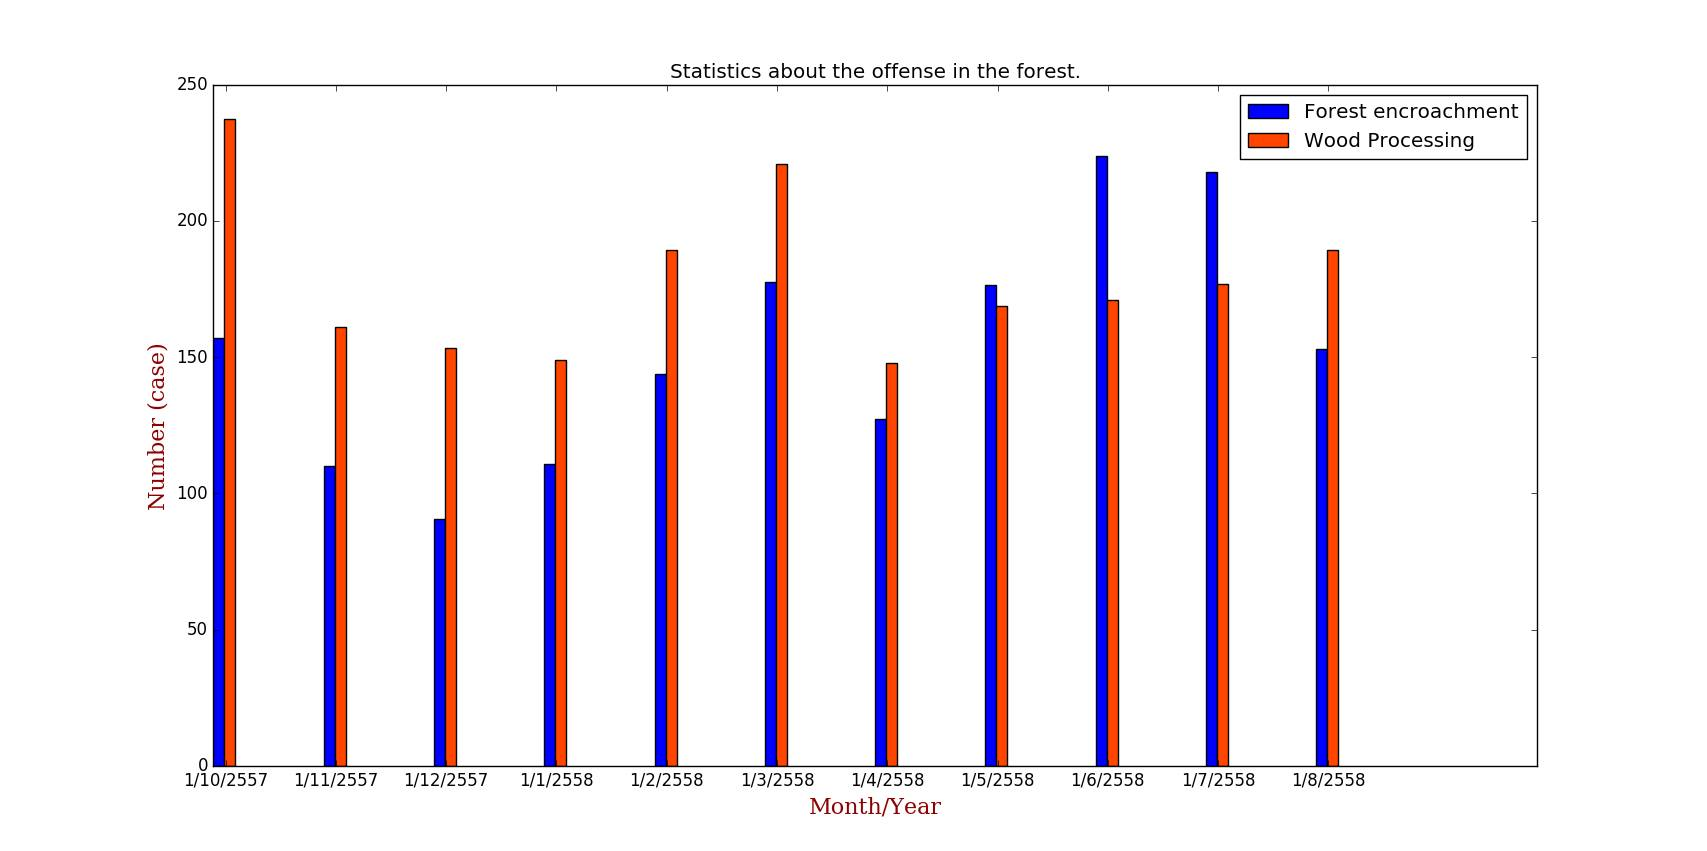 Statistics about the offense in the forest.
250
200
150
100
50
0
Number (case)
Forest encroachment
Wood Processing
1/10/2557 1/11/2557 1/12/2557 1/1/2558 1/2/2558 1/3/2558 1/4/2558 1/5/2558 1/6/2558 1/7/2558 1/8/2558
Month/Year